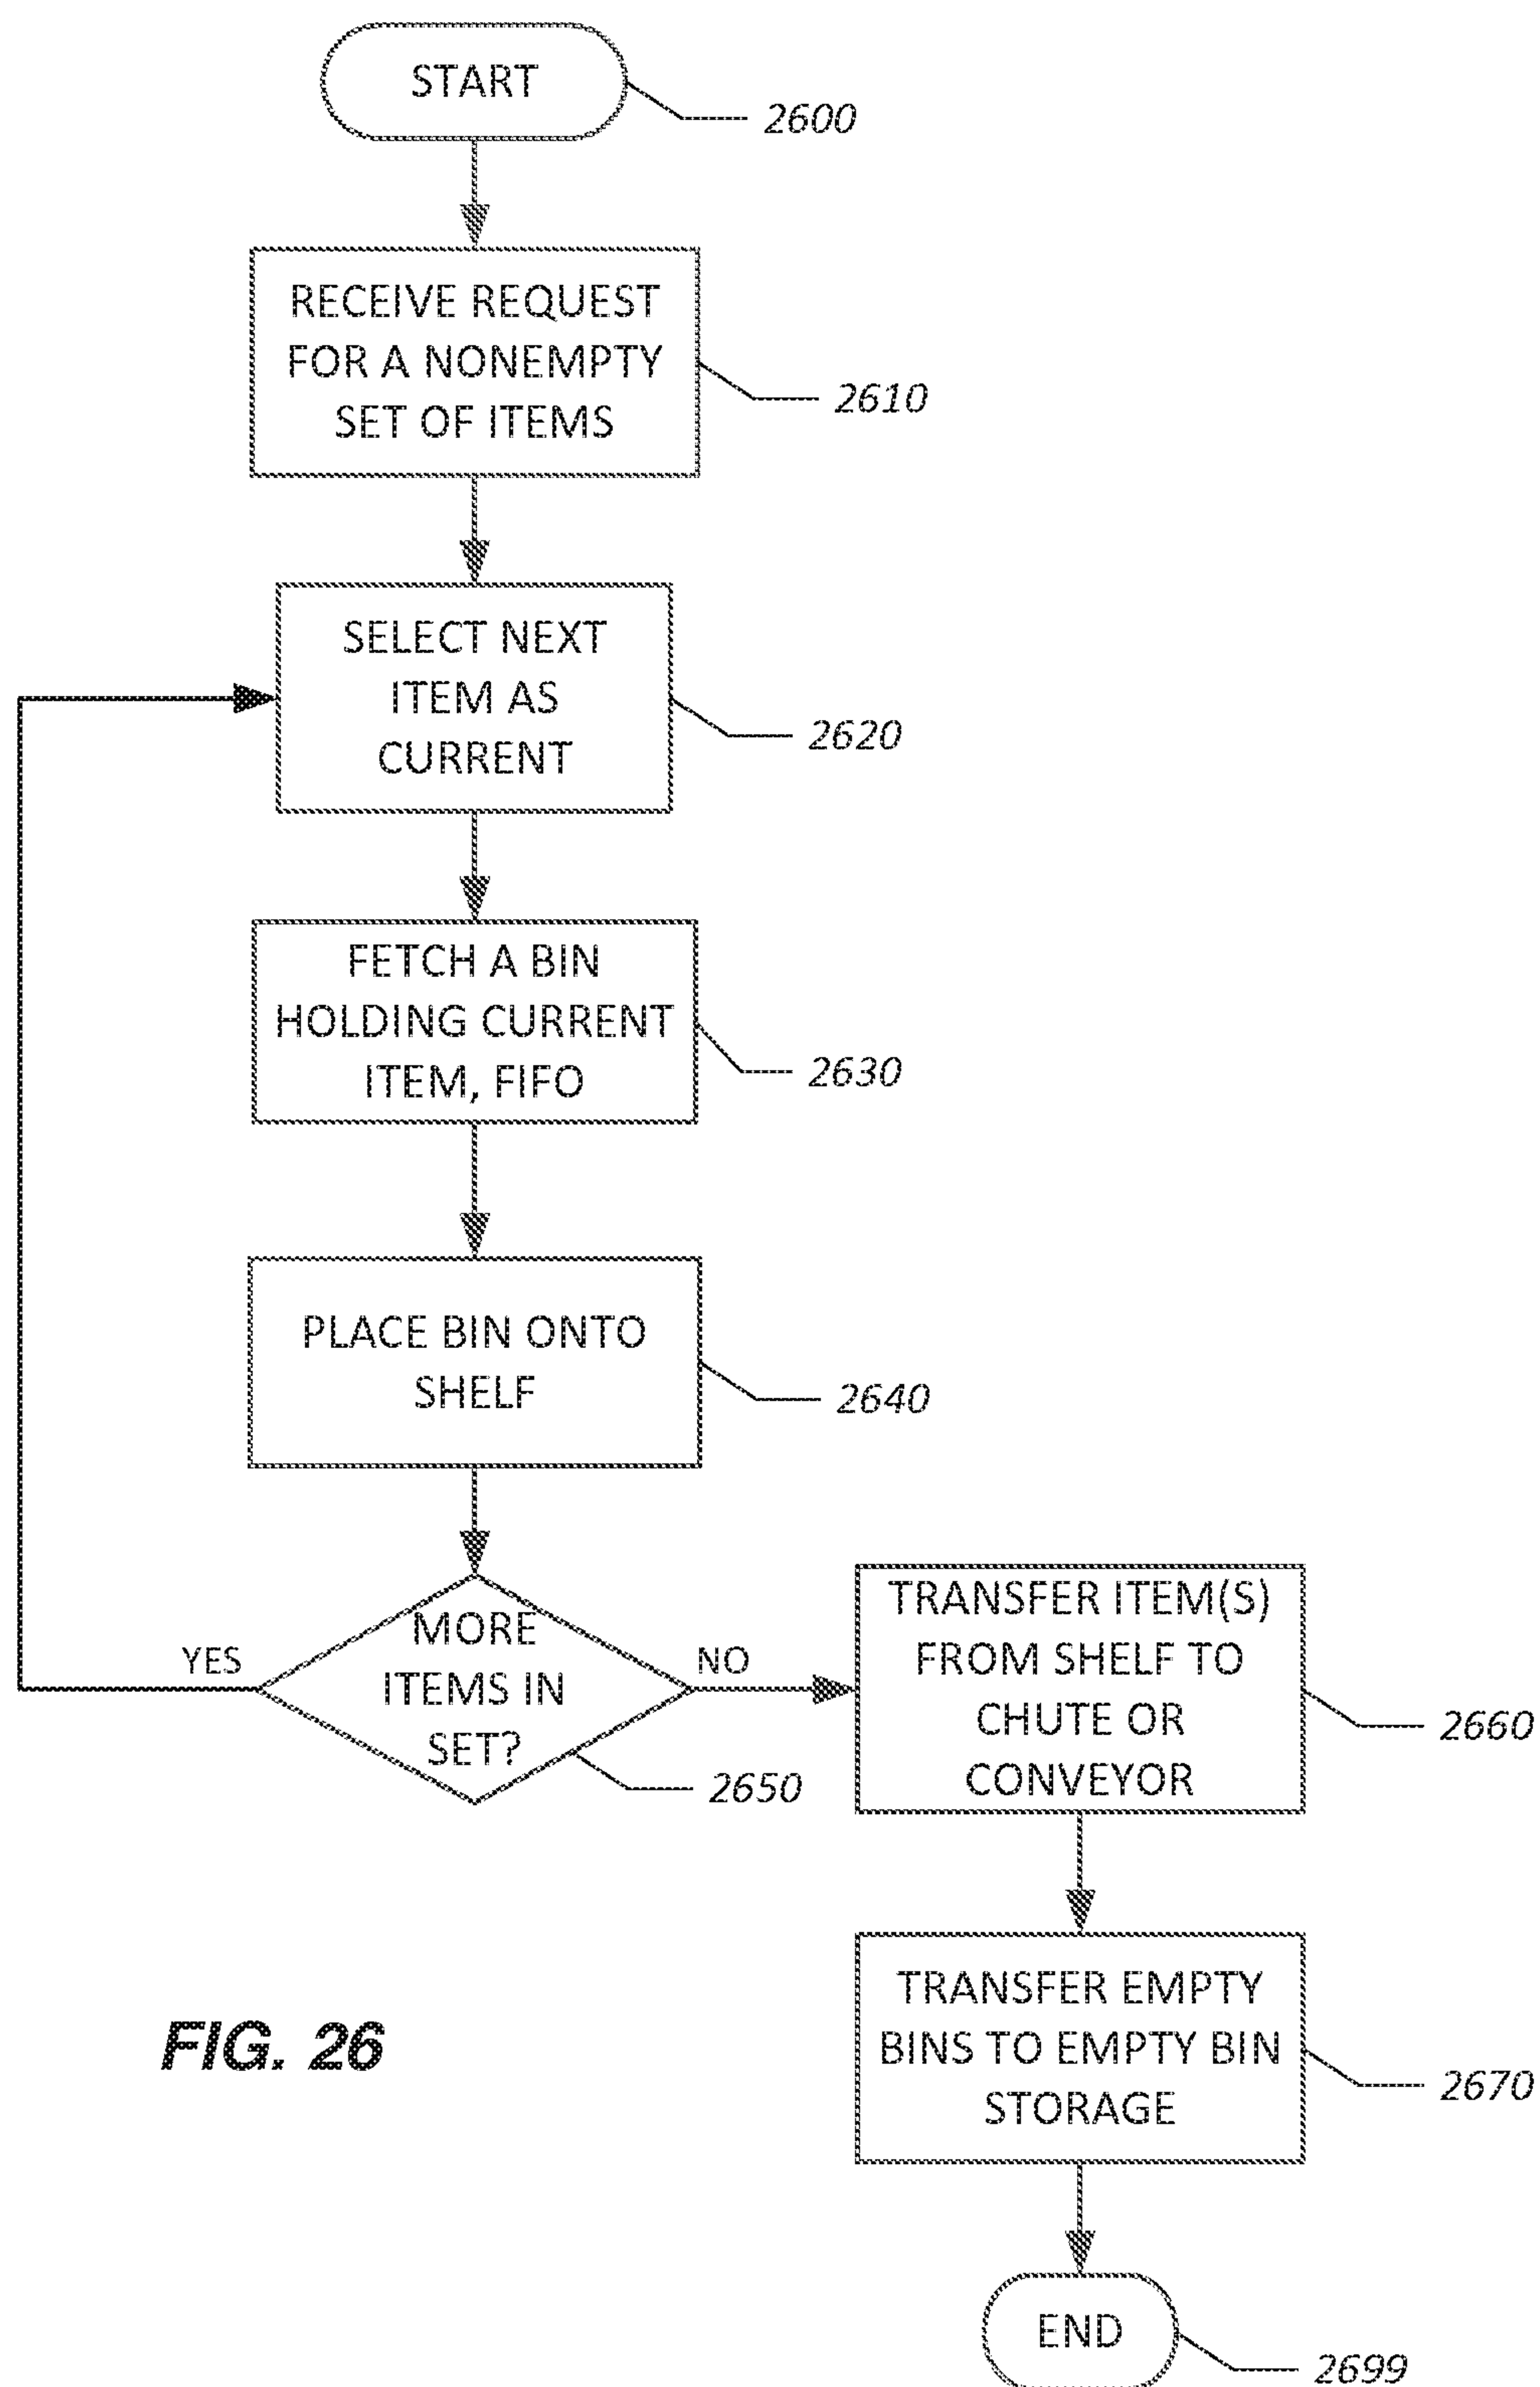 START
2600
RECEIVE REQUEST
FOR A NONEMPTY
SET OF ITEMS
2610
SELECT NEXT
ITEM AS
CURRENT
2620
FETCH A BIN
HOLDING CURRENT
ITEM, FIFO
2630
PLACE BIN ONTO
SHELF
2640
MORE
ITEMS IN
SET?
YES
NO
2650
TRANSFER ITEM(S)
FROM SHELF TO
CHUTE OR
CONVEYOR
2660
TRANSFER EMPTY
BINS TO EMPTY BIN
STORAGE
2670
END
2699
FIG. 26